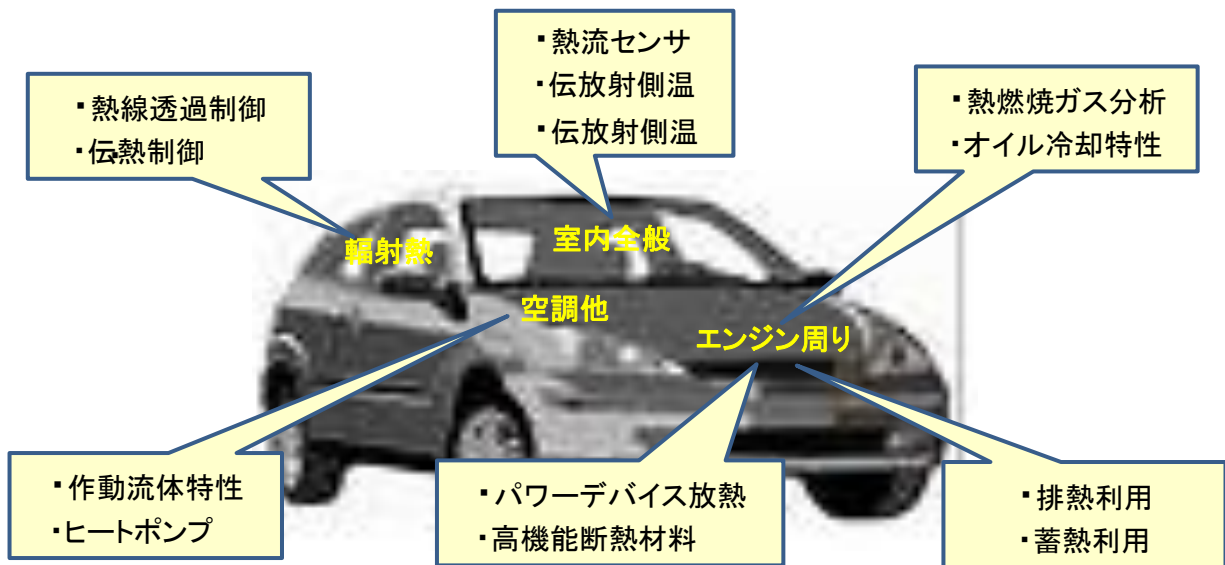 ・熱流センサ
・伝放射側温
・伝放射側温
・熱線透過制御
・伝熱制御
・熱燃焼ガス分析
・オイル冷却特性
輻射熱
室内全般
空調他
エンジン周り
・作動流体特性
・ヒートポンプ
・パワーデバイス放熱
・高機能断熱材料
・排熱利用
・蓄熱利用